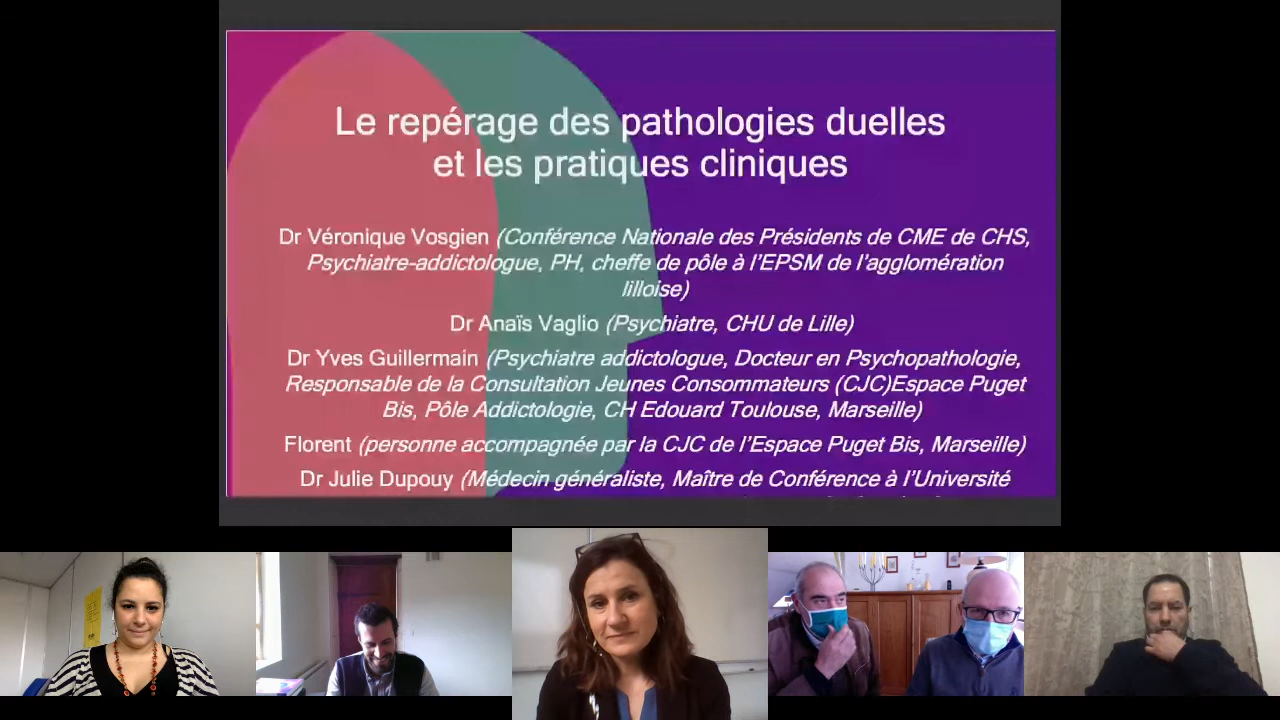 Le repérage des pathologies duelles
et les pratiques cliniques
Dr Véronique Vosgien (Conférence Nationale des Présidents de CME de CHS,
Psychiatre-addictologue, PH, cheffe de pôle à l'EPSM de l'agglomération
lilloise)
Dr Anaïs Vaglio (Psychiatre, CHU de Lille)
Dr Yves Guillermain (Psychiatre addictologue, Docteur en Psychopathologie,
Responsable de la Consultation Jeunes Consommateurs (CJC)Espace Puget
Bis, Pôle Addictologie, CH Edouard Toulouse, Marseille)
Florent (personne accompagnée par la CJC de l'Espace Puget Bis, Marseille)
Dr Julie Dupouy (Médecin généraliste, Maître de Conférence à l'Université